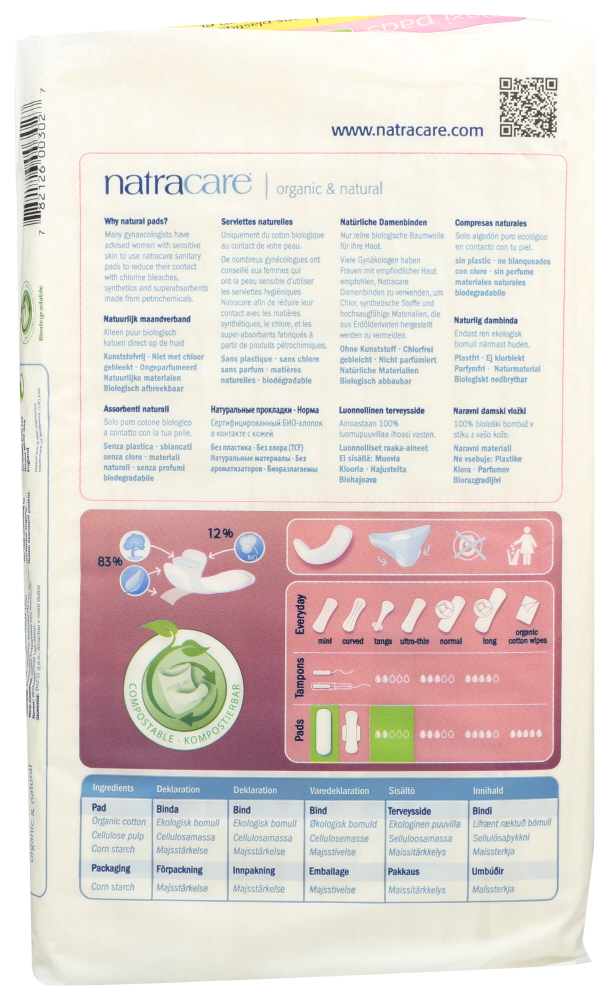 maxi pads
www.natracare.com
7 82126 00302 7
natracare | organic & natural
Why natural pads?
Many gynaecologists have
advised women with sensitive
skin to use natracare sanitary
pads to reduce their contact
with chlorine bleaches,
synthetics and superabsorbents
made from petrochemicals.
Natuurlijk maandverband
Alleen puur biologisch
katoen direct op de huid
Kunststofvrij · Niet met chloor
gebleekt · Ongeparfumeerd
Natuurlijke materialen
Biologisch afbreekbaar
Serviettes naturelles
Uniquement du coton biologique
au contact de votre peau.
De nombreux gynécologues ont
conseillé aux femmes qui
ont la peau sensible d'utiliser
les serviettes hygiéniques
Natracare afin de réduire leur
contact avec les matières
synthétiques, le chlore, et les
super-absorbants fabriqués à
partir de produits pétrochimiques.
Sans plastique · sans chlore
sans parfum · matières
naturelles · biodégradable
Natürliche Damenbinden
Nur reine biologische Baumwolle
für Ihre Haut.
Viele Gynäkologen haben
Frauen mit empfindlicher Haut
empfohlen, Natracare
Damenbinden zu verwenden, um
Chlor, synthetische Stoffe und
hochsaugfähige Materialien, die
aus Erdölderivaten hergestellt
werden zu vermeiden.
Ohne Kunststoff · Chlorfrei
gebleicht · Nicht parfümiert
Natürliche Materialien
Biologisch abbaubar
Compresas naturales
Solo algodón puro ecológico
en contacto con tu piel.
sin plastic · no blanqueados
con cloro · sin perfume
materiales naturales
biodegradable
Naturlig dambinda
Endast ren ekologisk
bomull närmast huden.
Plastfri · Ej klorblekt
Parfymfri · Naturmaterial
Biologiskt nedbrytbar
Assorbenti naturali
Solo puro cotone biologico
a contatto con la tua pelle.
Senza plastica · sbiancati
senza cloro · materiali
naturali · senza profumi
biodegradabile
Натуральные прокладки · Норма
Сертифицированный БИО-хлопок
в контакте с кожей
Без пластика · Без хлора (TCF)
Натуральные материалы · Без
ароматизаторов · Биоразлагаемы
Luonnollinen terveysside
Ainoastaan 100%
luomupuuvillaa ihoasi vasten.
Luonnolliset raaka-aineet
Ei sisällä: Muovia
Klooria · Hajusteita
Biohajoava
Naravni damski vložki
100% biološki bombaž v
stiku z vašo kožo.
Naravni materiali
Ne vsebuje: Plastike
Klora · Parfumov
Biorazgradljivi
Biodegradable
organic & natural
12%
83%
BIO
COMPOSTABLE · KOMPOSTIERBAR
Everyday
mini curved tanga ultra-thin normal long organic
cotton wipes
Tampons
Pads
Ingredients Deklaration Deklaration Varedeklaration Sisältö Innihald
Pad Binda Bind Bind Terveysside Bindi
Organic cotton Ekologisk bomull Ekologisk bomull Økologisk bomuld Ekologinen puuvilla Lífrænt ræktuð bómull
Cellulose pulp Cellulosamassa Cellulosamassa Cellulosemasse Selluloosamassa Sellulósaþykkni
Corn starch Majsstärkelse Majsstärkelse Majsstivelse Maissitärkkelys Maíssterkja
Packaging Förpackning Innpakning Emballage Pakkaus Umbúðir
Corn starch Majsstärkelse Majsstärkelse Majsstivelse Maissitärkkelys Maíssterkja